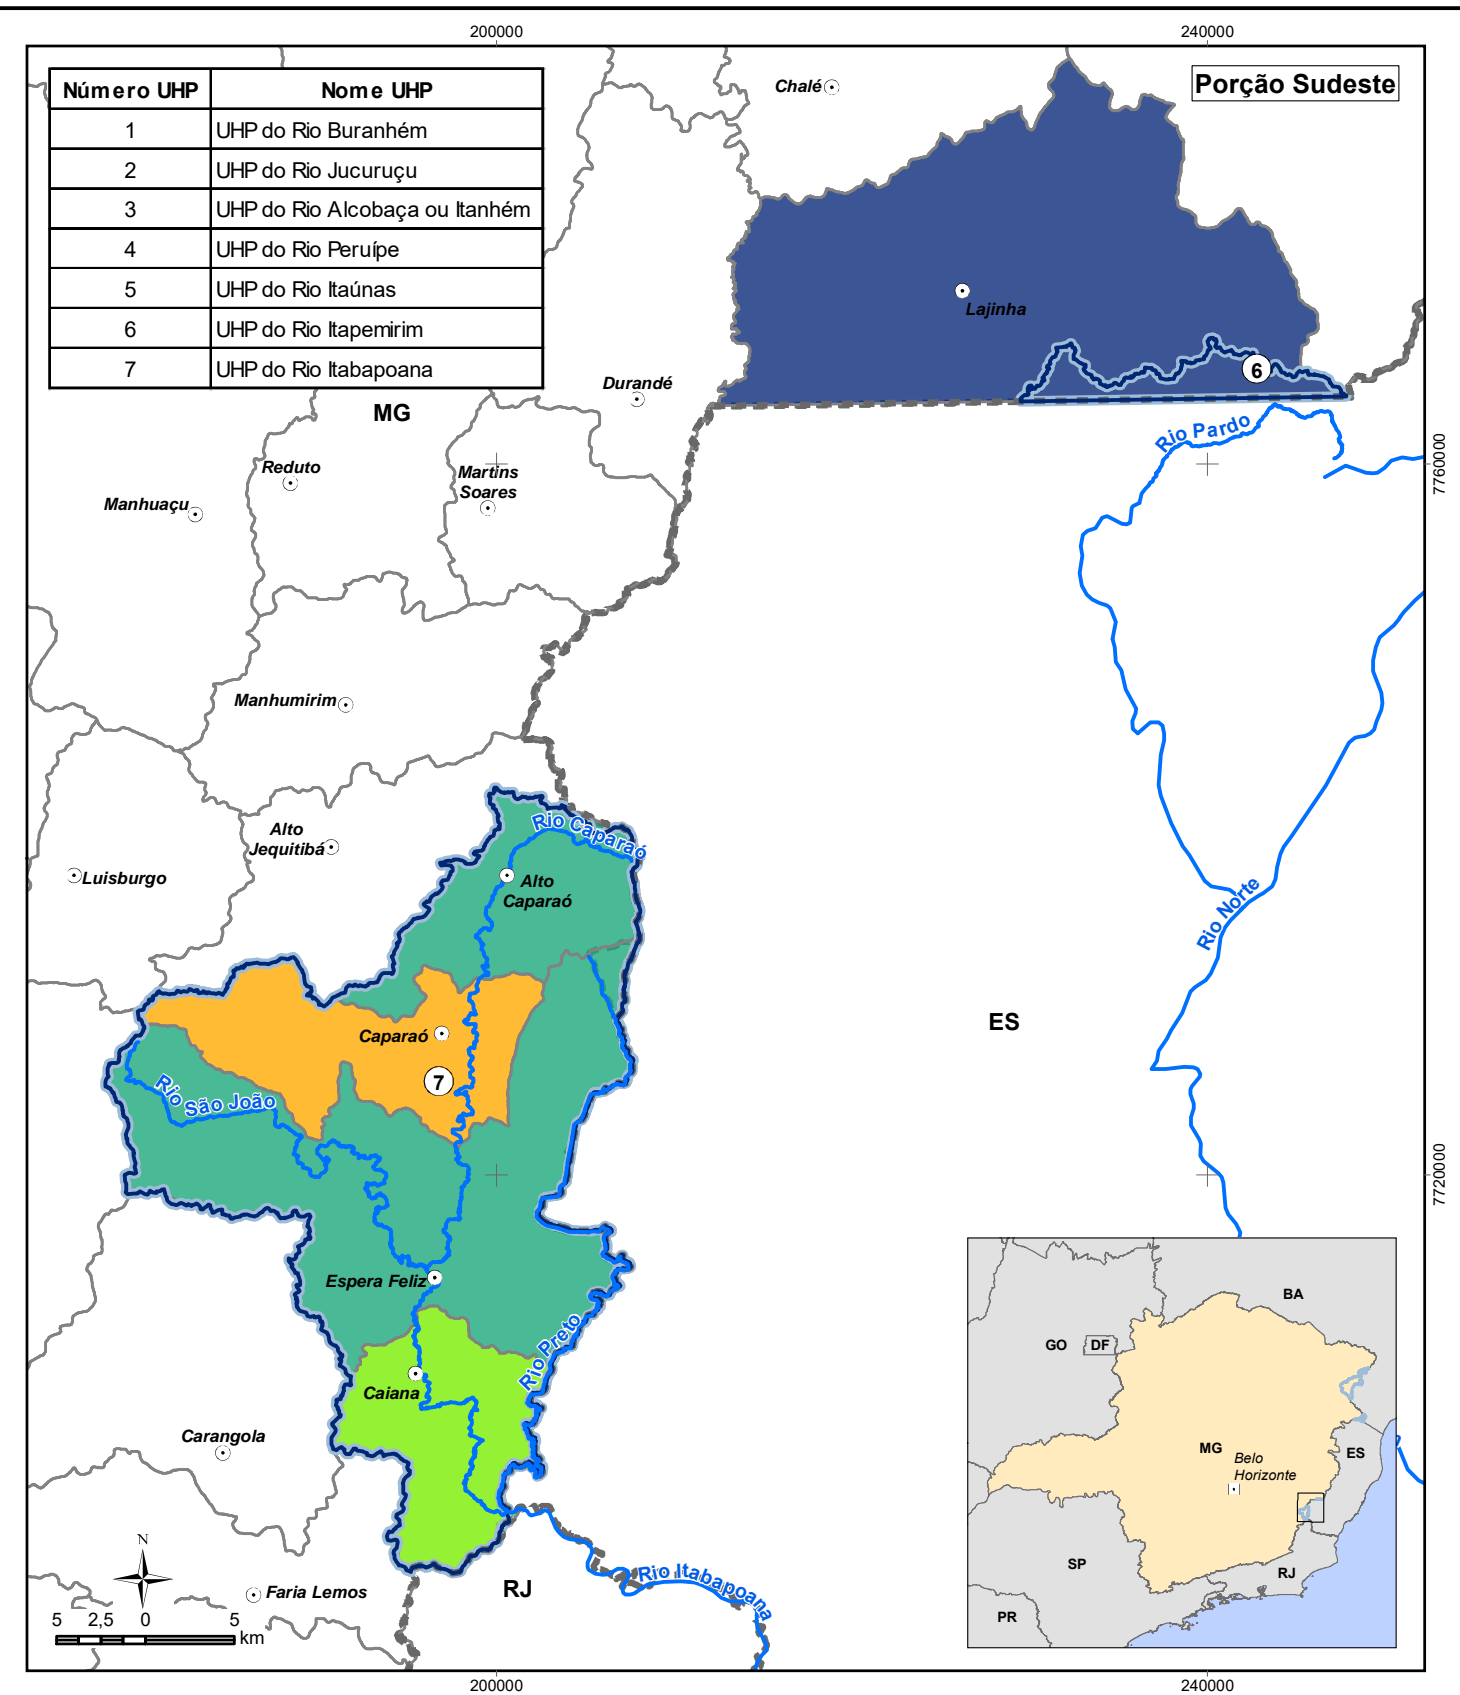 200000
240000
Número UHP
Nome UHP
1
UHP do Rio Buranhém
2
UHP do Rio Jucuruçu
3
UHP do Rio Alcobaça ou Itanhém
4
UHP do Rio Peruípe
5
UHP do Rio Itaúnas
6
UHP do Rio Itapemirim
7
UHP do Rio Itabapoana
Porção Sudeste
Chalé
Lajinha
6
Durandé
MG
Rio Pardo
Reduto
Martins
Soares
Manhuaçu
7760000
Manhumirim
Alto
Jequitibá
Rio Caparaó
Luisburgo
Alto
Caparaó
Rio Norte
Caparaó
ES
7
Rio
São João
7720000
Espera Feliz
Rio Preto
Caiana
Carangola
BA
GO
DF
MG
Belo
Horizonte
ES
SP
RJ
PR
N
Faria Lemos
RJ
Rio Itabapoana
5
2,5
0
5
km
200000
240000